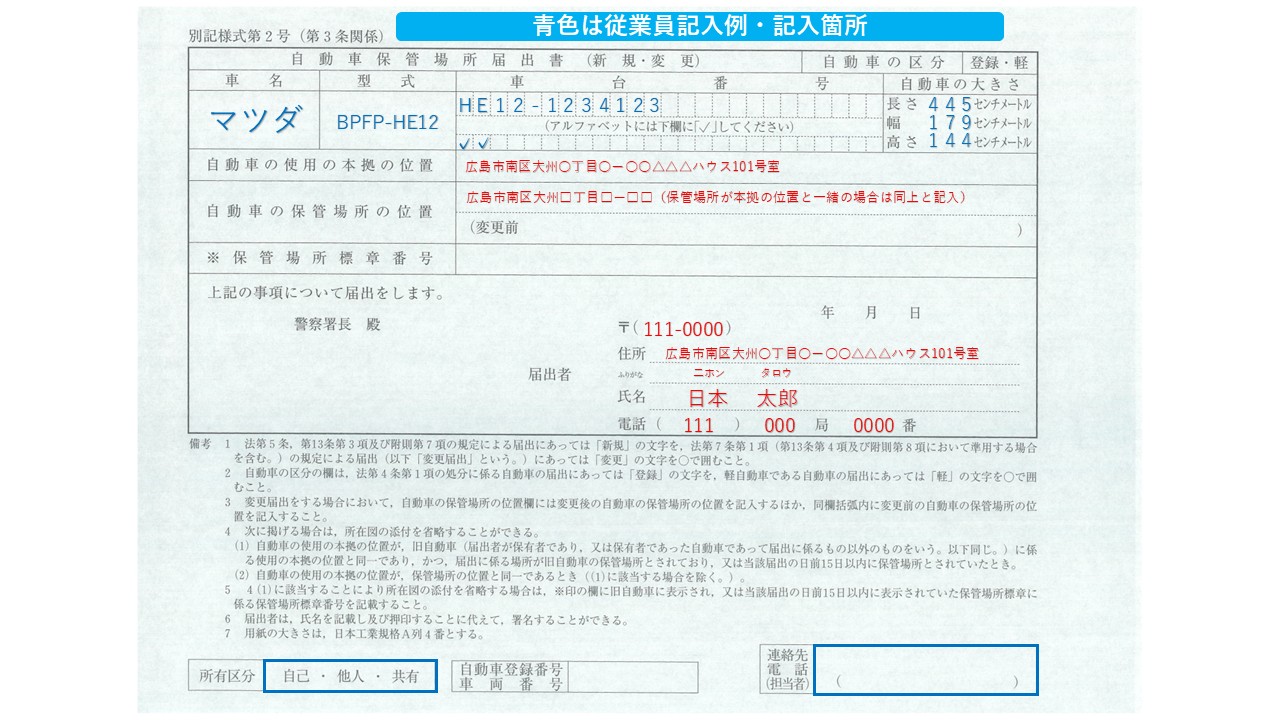 青色は従業員記入例・記入箇所
別記様式第2号（第3条関係）
自動車保管場所届出書（新規・変更） 自動車の区分 登録・軽
車名 型式 車台番号 自動車の大きさ
マツダ BPFP-HE12 HE12-1234123 長さ 445センチメートル
（アルファベットには下欄に「✓」してください） 幅 179センチメートル
✓✓ 高さ 144センチメートル
自動車の使用の本拠の位置 広島市南区大州〇丁目〇ー〇〇△△△ハウス101号室
自動車の保管場所の位置 広島市南区大州□丁目□ー□□（保管場所が本拠の位置と一緒の場合は同上と記入）
（変更前 ）
※保管場所標章番号
上記の事項について届出をします。
年 月 日
警察署長 殿
〒（111-0000）
住所 広島市南区大州〇丁目〇ー〇〇△△△ハウス101号室
届出者 ふりがな ニホン タロウ
氏名 日本 太郎
電話（ 111 ） 000 局 0000 番
備考 1 法第5条，第13条第3項及び附則第7項の規定による届出にあっては「新規」の文字を，法第7条第1項（第13条第4項及び附則第8項において準用する場合
を含む。）の規定による届出（以下「変更届出」という。）にあっては「変更」の文字を○で囲むこと。
2 自動車の区分の欄は，法第4条第1項の処分に係る自動車の届出にあっては「登録」の文字を，軽自動車である自動車の届出にあっては「軽」の文字を○で囲
むこと。
3 変更届出をする場合において，自動車の保管場所の位置欄には変更後の自動車の保管場所の位置を記入するほか，同欄括弧内に変更前の自動車の保管場所の位
置を記入すること。
4 次に掲げる場合は，所在図の添付を省略することができる。
(1) 自動車の使用の本拠の位置が，旧自動車（届出者が保有者であり，又は保有者であった自動車であって届出に係るもの以外のものをいう。以下同じ。）に係
る使用の本拠の位置と同一であり，かつ，届出に係る場所が旧自動車の保管場所とされており，又は当該届出の日前15日以内に保管場所とされていたとき。
(2) 自動車の使用の本拠の位置が，保管場所の位置と同一であるとき（(1)に該当する場合を除く。）。
5 4(1)に該当することにより所在図の添付を省略する場合は，※印の欄に旧自動車に表示され，又は当該届出の日前15日以内に表示されていた保管場所標章に
係る保管場所標章番号を記載すること。
6 届出者は，氏名を記載し及び押印することに代えて，署名することができる。
7 用紙の大きさは，日本工業規格A列4番とする。
所有区分 自己 ・ 他人 ・ 共有 自動車登録番号
車両番号
連絡先
電話
（担当者） （ ）